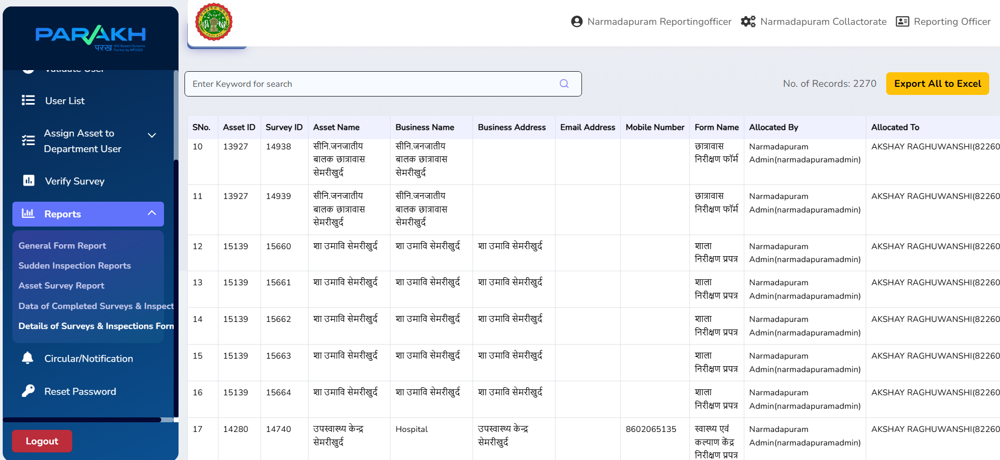 PARAKH
परख GIS Based Dynamic
Forms by MPSSDI
Validate User
User List
Assign Asset to
Department User
Verify Survey
Reports
General Form Report
Sudden Inspection Reports
Asset Survey Report
Data of Completed Surveys & Inspect
Details of Surveys & Inspections Form
Circular/Notification
Reset Password
Logout
Narmadapuram Reportingofficer Narmadapuram Collactorate Reporting Officer
Enter Keyword for search No. of Records: 2270 Export All to Excel
SNo. Asset ID Survey ID Asset Name Business Name Business Address Email Address Mobile Number Form Name Allocated By Allocated To
10 13927 14938 सीनि.जनजातीय सीनि.जनजातीय छात्रावास Narmadapuram AKSHAY RAGHUWANSHI(82260
बालक छात्रावास बालक छात्रावास निरीक्षण फॉर्म Admin(narmadapuramadmin)
सेमरीखुर्द सेमरीखुर्द
11 13927 14939 सीनि.जनजातीय सीनि.जनजातीय छात्रावास Narmadapuram AKSHAY RAGHUWANSHI(82260
बालक छात्रावास बालक छात्रावास निरीक्षण फॉर्म Admin(narmadapuramadmin)
सेमरीखुर्द सेमरीखुर्द
12 15139 15660 शा उमावि सेमरीखुर्द शा उमावि सेमरीखुर्द शा उमावि सेमरीखुर्द शाला Narmadapuram AKSHAY RAGHUWANSHI(82260
निरीक्षण प्रपत्र Admin(narmadapuramadmin)
13 15139 15661 शा उमावि सेमरीखुर्द शा उमावि सेमरीखुर्द शा उमावि सेमरीखुर्द शाला Narmadapuram AKSHAY RAGHUWANSHI(82260
निरीक्षण प्रपत्र Admin(narmadapuramadmin)
14 15139 15662 शा उमावि सेमरीखुर्द शा उमावि सेमरीखुर्द शा उमावि सेमरीखुर्द शाला Narmadapuram AKSHAY RAGHUWANSHI(82260
निरीक्षण प्रपत्र Admin(narmadapuramadmin)
15 15139 15663 शा उमावि सेमरीखुर्द शा उमावि सेमरीखुर्द शा उमावि सेमरीखुर्द शाला Narmadapuram AKSHAY RAGHUWANSHI(82260
निरीक्षण प्रपत्र Admin(narmadapuramadmin)
16 15139 15664 शा उमावि सेमरीखुर्द शा उमावि सेमरीखुर्द शा उमावि सेमरीखुर्द शाला Narmadapuram AKSHAY RAGHUWANSHI(82260
निरीक्षण प्रपत्र Admin(narmadapuramadmin)
17 14280 14740 उपस्वास्थ्य केन्द्र Hospital उपस्वास्थ्य केन्द्र 8602065135 स्वास्थ्य एवं Narmadapuram AKSHAY RAGHUWANSHI(82260
सेमरीखुर्द सेमरीखुर्द कल्याण केंद्र Admin(narmadapuramadmin)
निरीक्षण प्रपत्र